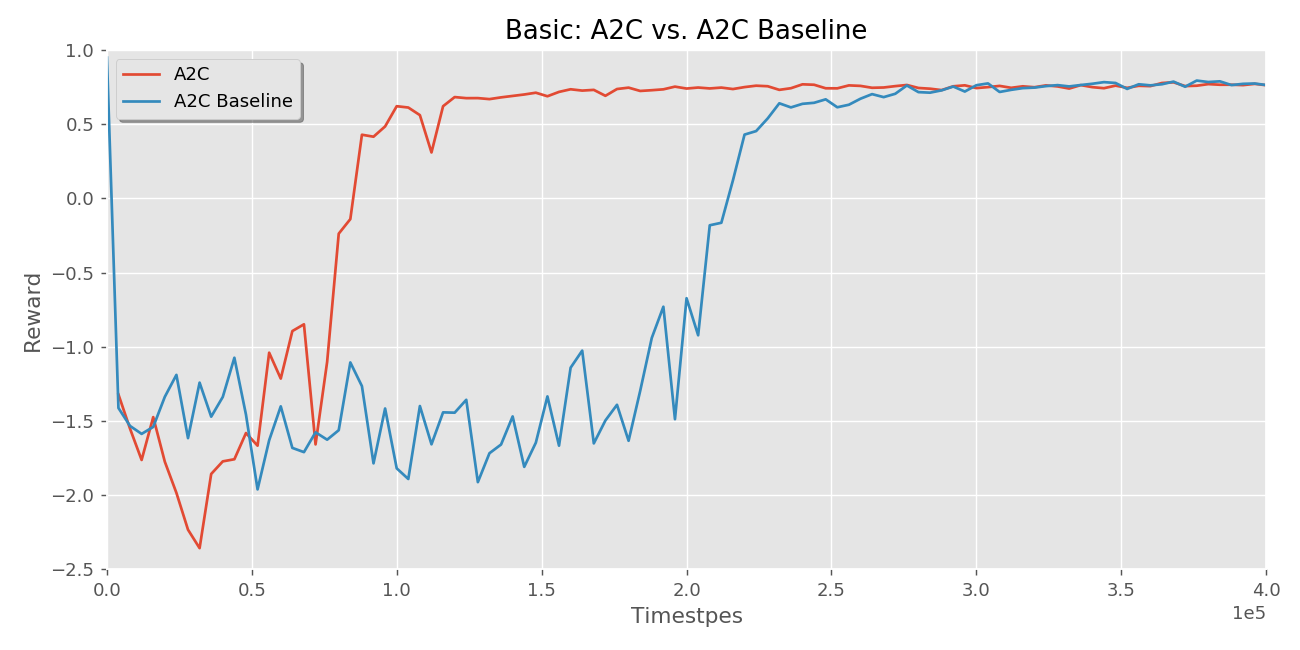 Basic: A2C vs. A2C Baseline
A2C
A2C Baseline
1.0
0.5
0.0
−0.5
−1.0
−1.5
−2.0
−2.5
Reward
0.0 0.5 1.0 1.5 2.0 2.5 3.0 3.5 4.0
1e5
Timestpes